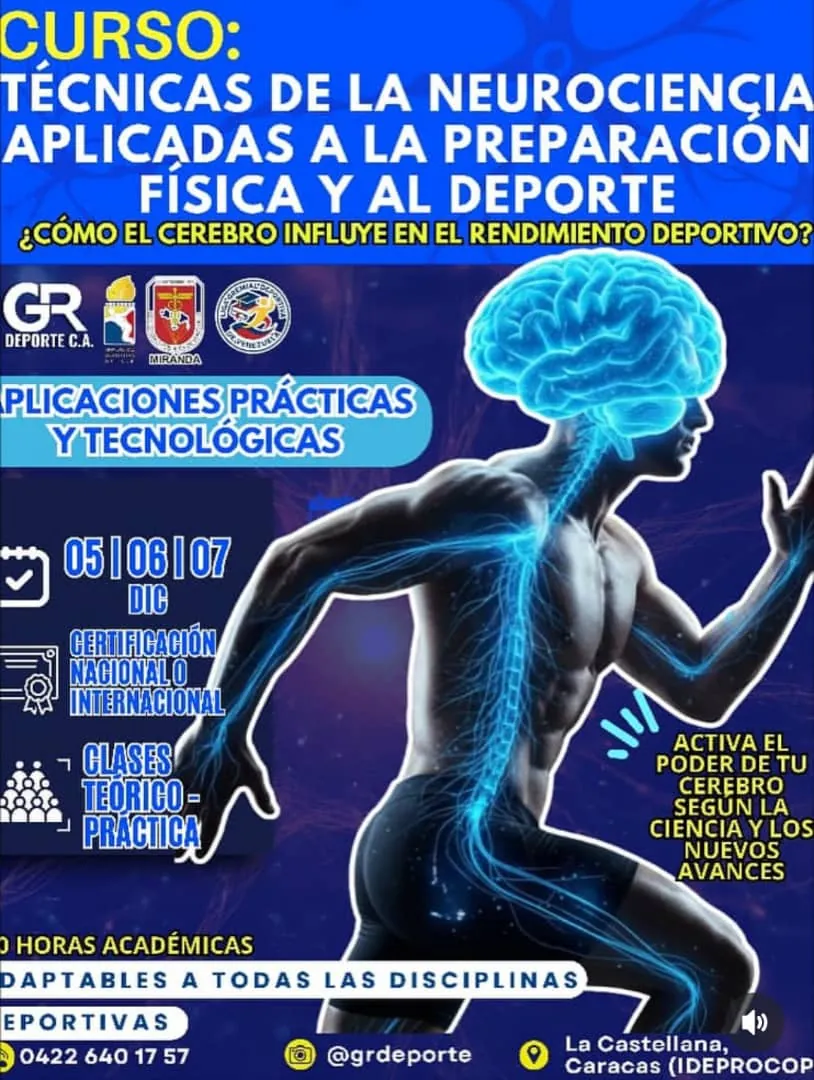 CURSO:
TÉCNICAS DE LA NEUROCIENCIA
APLICADAS A LA PREPARACIÓN
FÍSICA Y AL DEPORTE
¿CÓMO EL CEREBRO INFLUYE EN EL RENDIMIENTO DEPORTIVO?
GR
DEPORTE C.A.
MIRANDA
PLICACIONES PRÁCTICAS
Y TECNOLÓGICAS
05 | 06 | 07
DIC
CERTIFICACIÓN
NACIONAL O
INTERNACIONAL
CLASES
TEÓRICO -
PRÁCTICA
ACTIVA EL
PODER DE TU
CEREBRO
SEGÚN LA
CIENCIA Y LOS
NUEVOS
AVANCES
0 HORAS ACADÉMICAS
DAPTABLES A TODAS LAS DISCIPLINAS
EPORTIVAS
0422 640 17 57
@grdeporte
La Castellana,
Caracas (IDEPROCOP